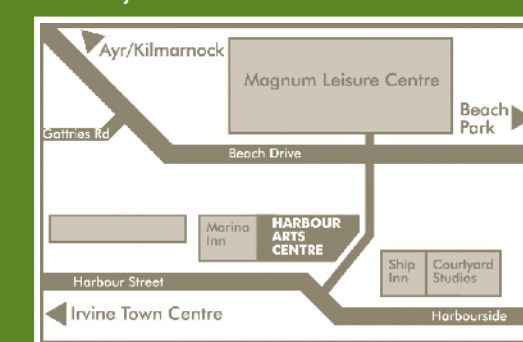 Ayr/Kilmarnock
Magnum Leisure Centre
Beach
Park
Gottries Rd
Beach Drive
Marina
Inn
HARBOUR
ARTS
CENTRE
Ship
Inn
Courtyard
Studios
Harbour Street
Irvine Town Centre
Harbourside